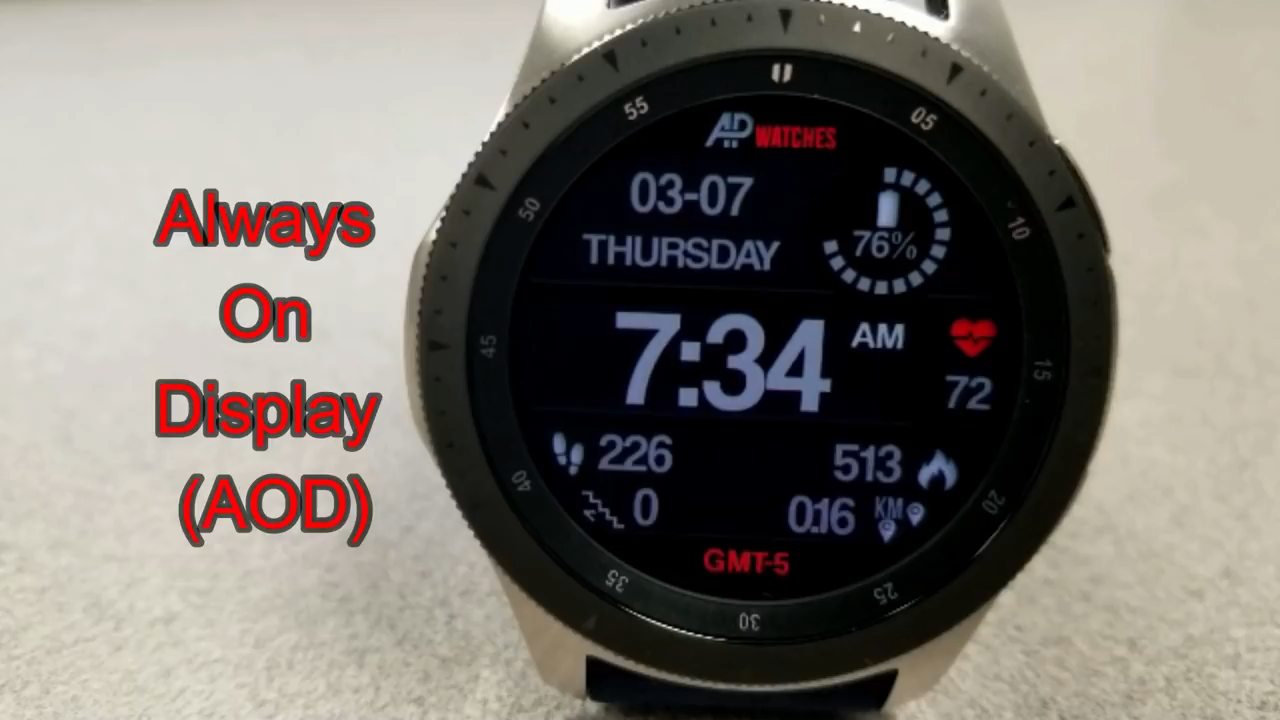 Always
On
Display
(AOD)
55
05
50
10
45
15
40
20
35
25
30
AP WATCHES
03-07
THURSDAY
76%
7:34 AM
72
226
513
0
0.16 KM
GMT-5